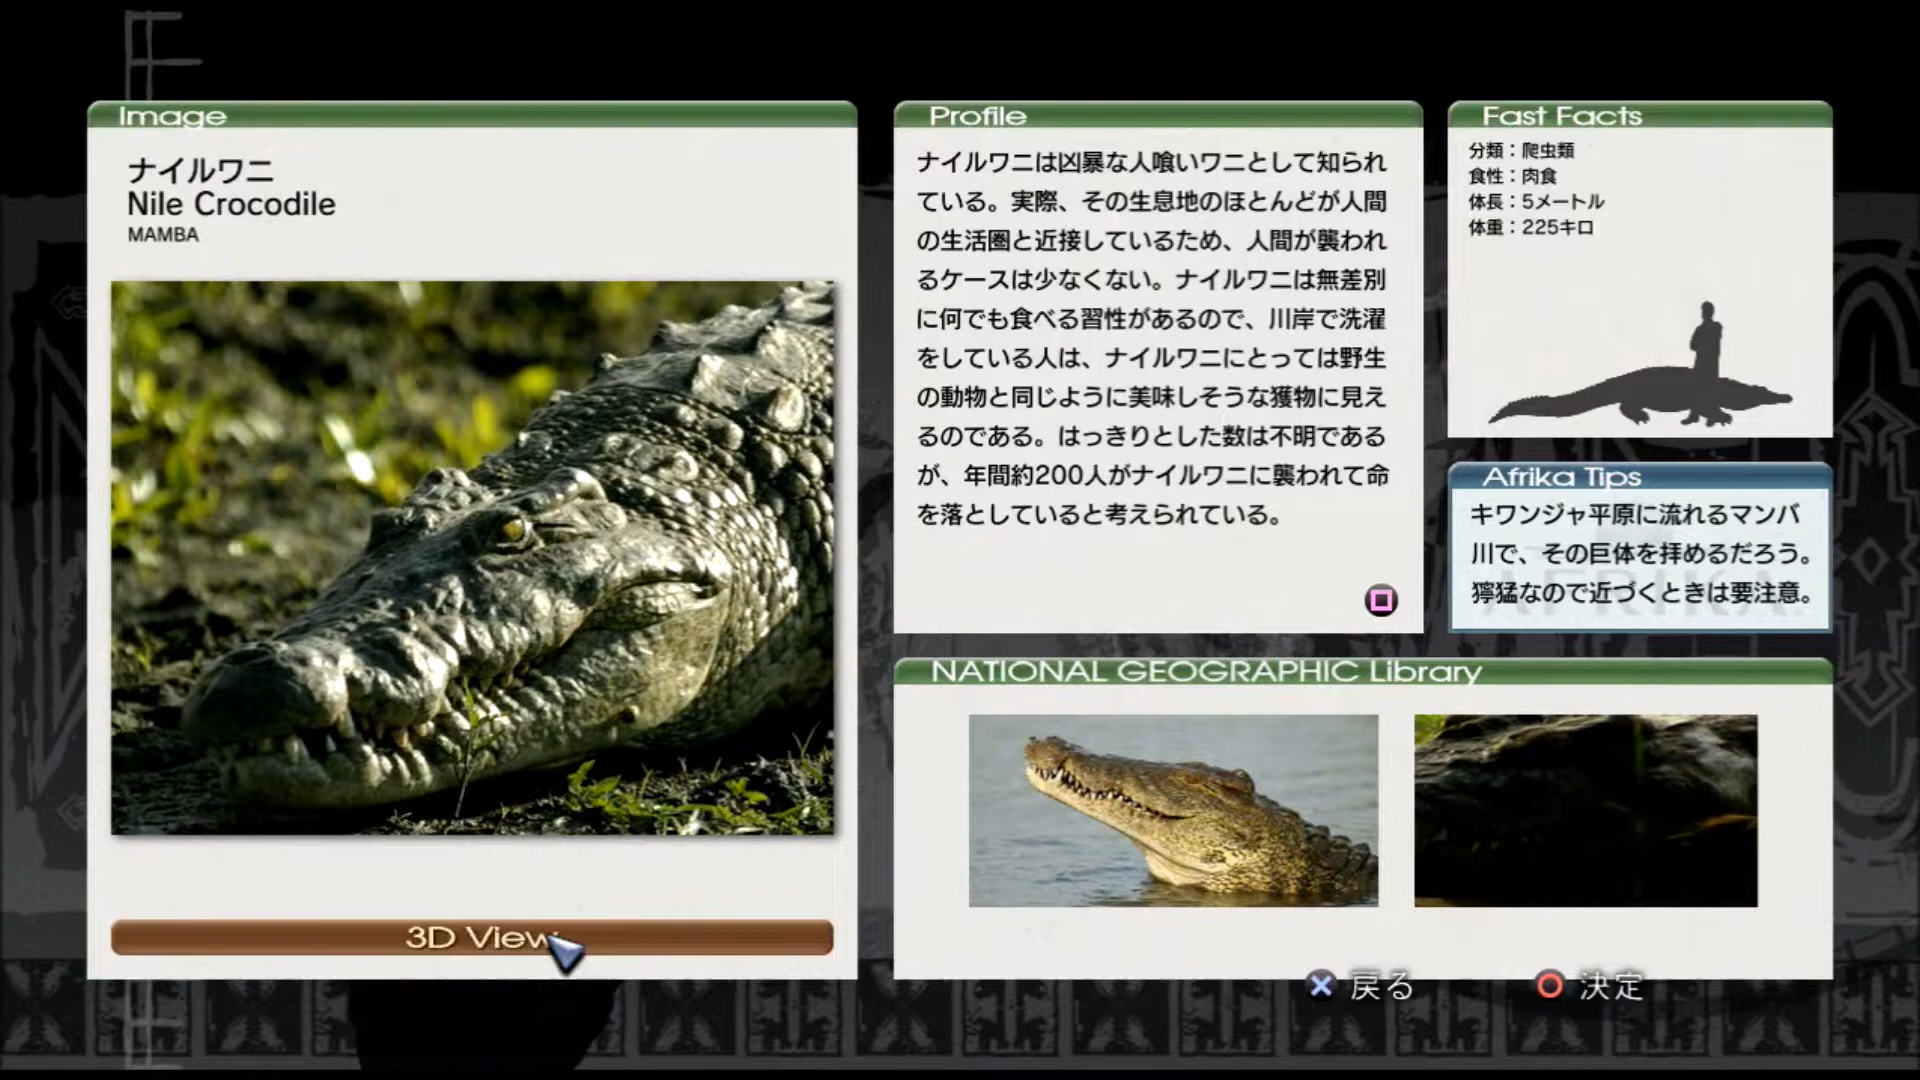 Image
ナイルワニ
Nile Crocodile
MAMBA
3D View
Profile
ナイルワニは凶暴な人喰いワニとして知られ
ている。実際、その生息地のほとんどが人間
の生活圏と近接しているため、人間が襲われ
るケースは少なくない。ナイルワニは無差別
に何でも食べる習性があるので、川岸で洗濯
をしている人は、ナイルワニにとっては野生
の動物と同じように美味しそうな獲物に見え
るのである。はっきりとした数は不明である
が、年間約200人がナイルワニに襲われて命
を落としていると考えられている。
Fast Facts
分類：爬虫類
食性：肉食
体長：5メートル
体重：225キロ
Afrika Tips
キワンジャ平原に流れるマンバ
川で、その巨体を拝めるだろう。
獰猛なので近づくときは要注意。
AFRIKA
NATIONAL GEOGRAPHIC Library
戻る
決定